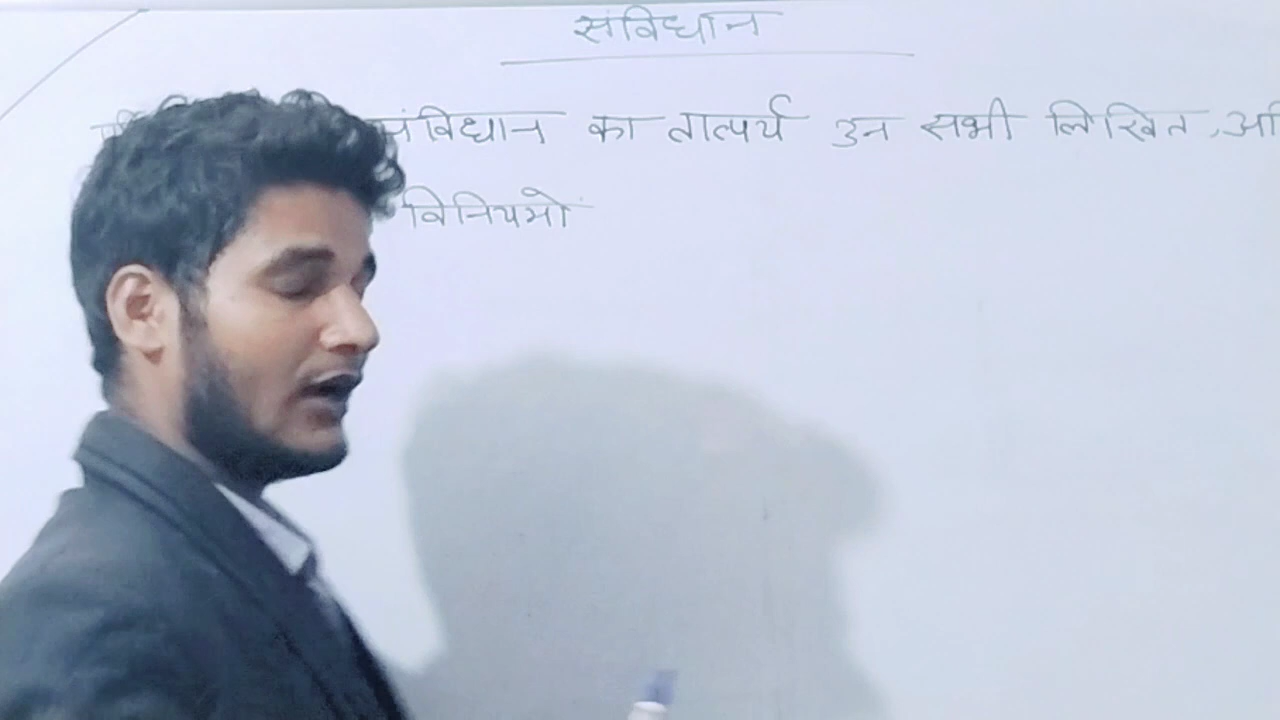 संविधान
संविधान का तात्पर्य उन सभी लिखित,
विनियमों